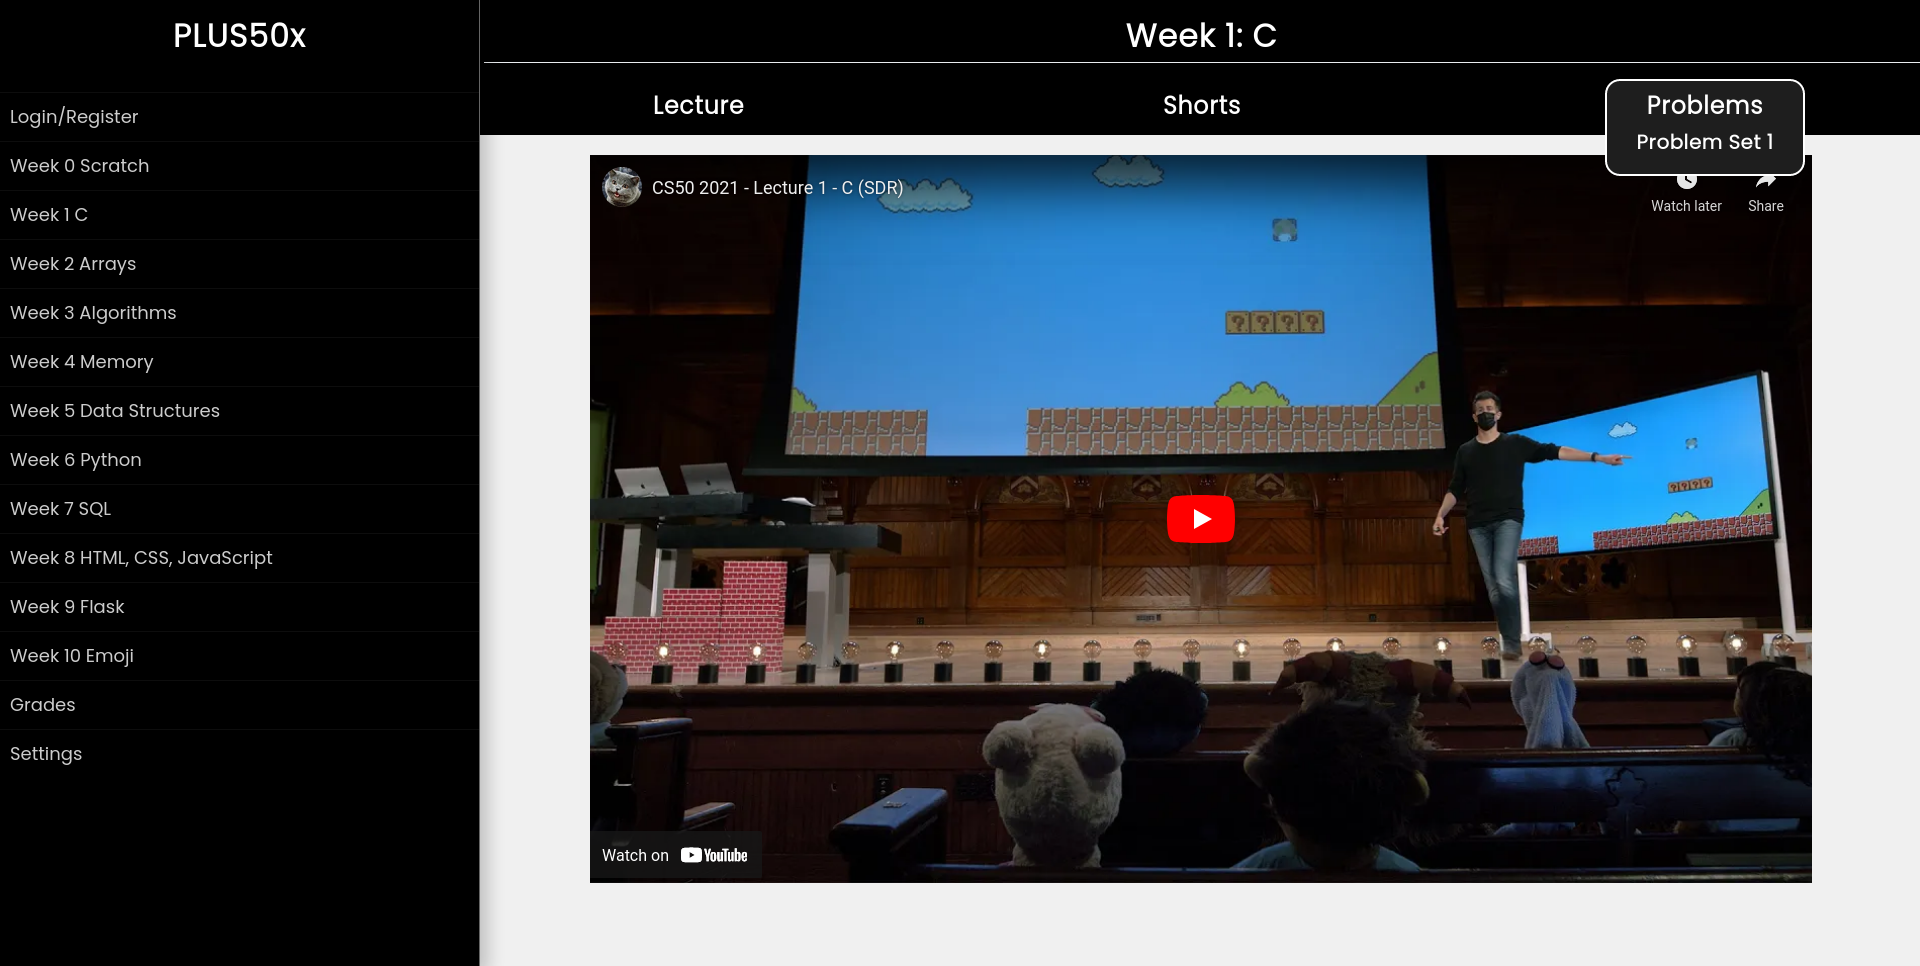 PLUS50x
Login/Register
Week 0 Scratch
Week 1 C
Week 2 Arrays
Week 3 Algorithms
Week 4 Memory
Week 5 Data Structures
Week 6 Python
Week 7 SQL
Week 8 HTML, CSS, JavaScript
Week 9 Flask
Week 10 Emoji
Grades
Settings
Week 1: C
Lecture
Shorts
Problems
Problem Set 1
CS50 2021 - Lecture 1 - C (SDR)
Watch later
Share
? ? ? ?
? ? ? ?
Watch on YouTube